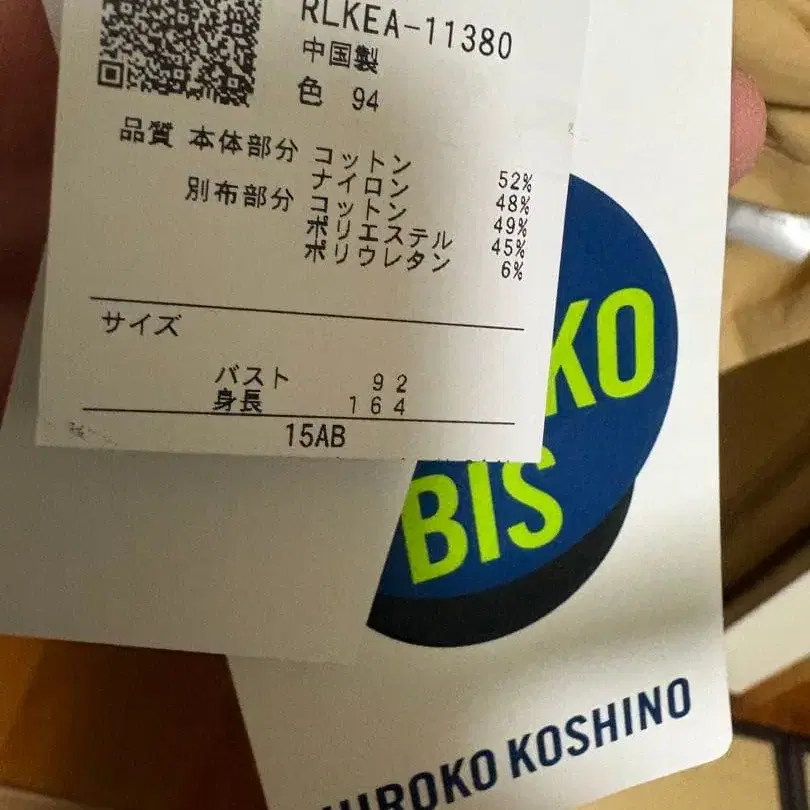 RLKEA-11380
中国製
色 94
品質 本体部分 コットン 52%
ナイロン 48%
別布部分 コットン 49%
ポリエステル 45%
ポリウレタン 6%
サイズ
バスト 92
身長 164
15AB
KO
BIS
HIROKO KOSHINO